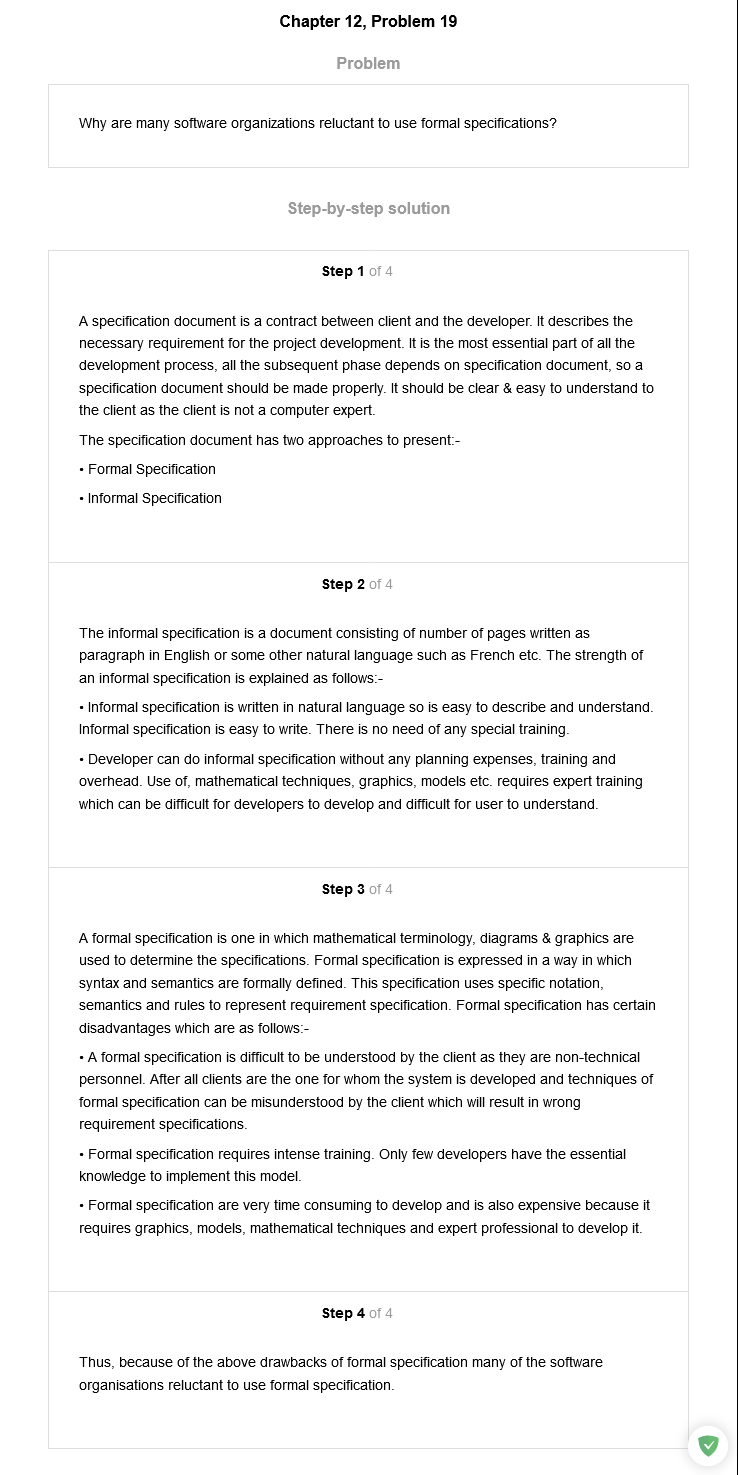 Chapter 12, Problem 19
Problem
Why are many software organizations reluctant to use formal specifications?
Step-by-step solution
Step 1 of 4
A specification document is a contract between client and the developer. It describes the
necessary requirement for the project development. It is the most essential part of all the
development process, all the subsequent phase depends on specification document, so a
specification document should be made properly. It should be clear & easy to understand to
the client as the client is not a computer expert.
The specification document has two approaches to present:-
• Formal Specification
• Informal Specification
Step 2 of 4
The informal specification is a document consisting of number of pages written as
paragraph in English or some other natural language such as French etc. The strength of
an informal specification is explained as follows:-
• Informal specification is written in natural language so is easy to describe and understand.
Informal specification is easy to write. There is no need of any special training.
• Developer can do informal specification without any planning expenses, training and
overhead. Use of, mathematical techniques, graphics, models etc. requires expert training
which can be difficult for developers to develop and difficult for user to understand.
Step 3 of 4
A formal specification is one in which mathematical terminology, diagrams & graphics are
used to determine the specifications. Formal specification is expressed in a way in which
syntax and semantics are formally defined. This specification uses specific notation,
semantics and rules to represent requirement specification. Formal specification has certain
disadvantages which are as follows:-
• A formal specification is difficult to be understood by the client as they are non-technical
personnel. After all clients are the one for whom the system is developed and techniques of
formal specification can be misunderstood by the client which will result in wrong
requirement specifications.
• Formal specification requires intense training. Only few developers have the essential
knowledge to implement this model.
• Formal specification are very time consuming to develop and is also expensive because it
requires graphics, models, mathematical techniques and expert professional to develop it.
Step 4 of 4
Thus, because of the above drawbacks of formal specification many of the software
organisations reluctant to use formal specification.